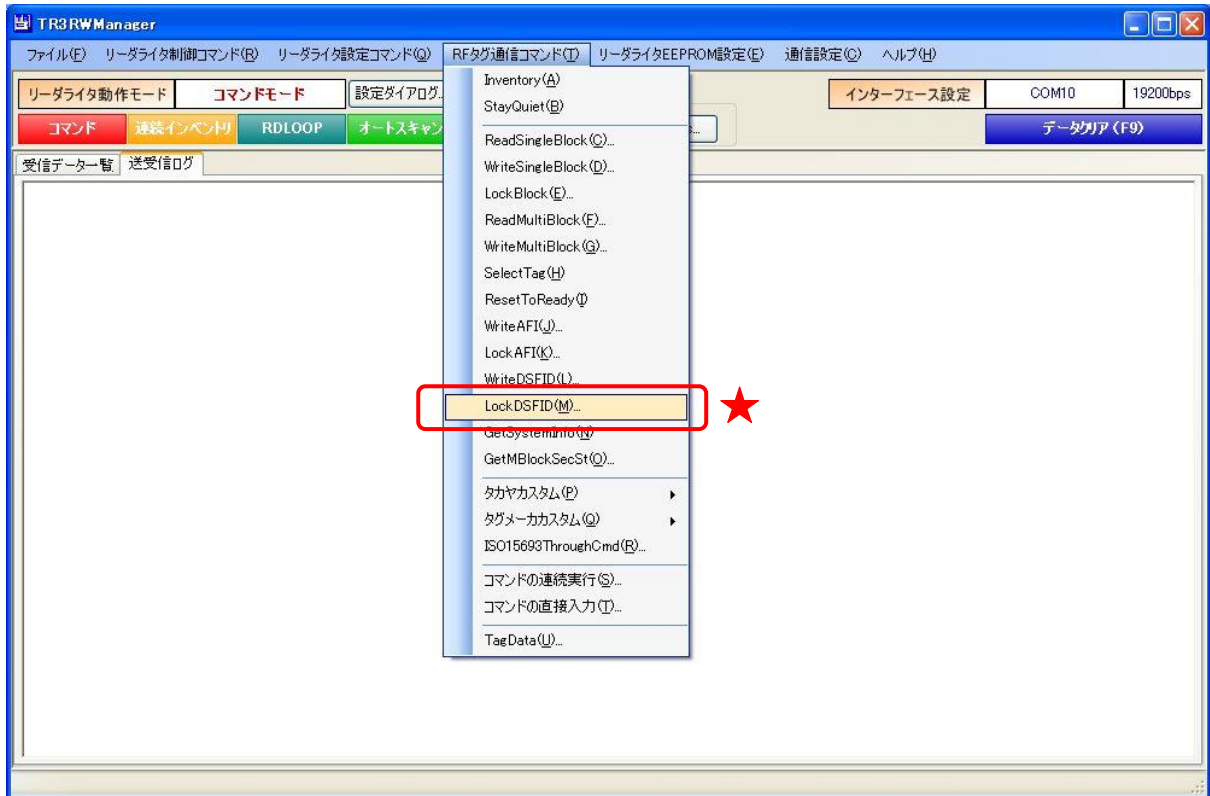 TR3RWManager
ファイル(F) リーダライタ制御コマンド(R) リーダライタ設定コマンド(Q) RFタグ通信コマンド(T) リーダライタEEPROM設定(E) 通信設定(C) ヘルプ(H)
リーダライタ動作モード コマンドモード 設定ダイアログ インターフェース設定 COM10 19200bps
コマンド 連続インベントリ RDLOOP オートスキャン データクリア(F9)
受信データ一覧 送受信ログ
Inventory(A)
StayQuiet(B)
ReadSingleBlock(C)...
WriteSingleBlock(D)...
LockBlock(E)...
ReadMultiBlock(F)...
WriteMultiBlock(G)...
SelectTag(H)
ResetToReady(I)
WriteAFI(J)...
LockAFI(K)...
WriteDSFID(L)...
LockDSFID(M)...
★
GetSystemInfo(N)
GetMBlockSecSt(O)...
タカヤカスタム(P)
タグメーカカスタム(Q)
ISO15693ThroughCmd(R)...
コマンドの連続実行(S)...
コマンドの直接入力(T)...
TagData(U)...